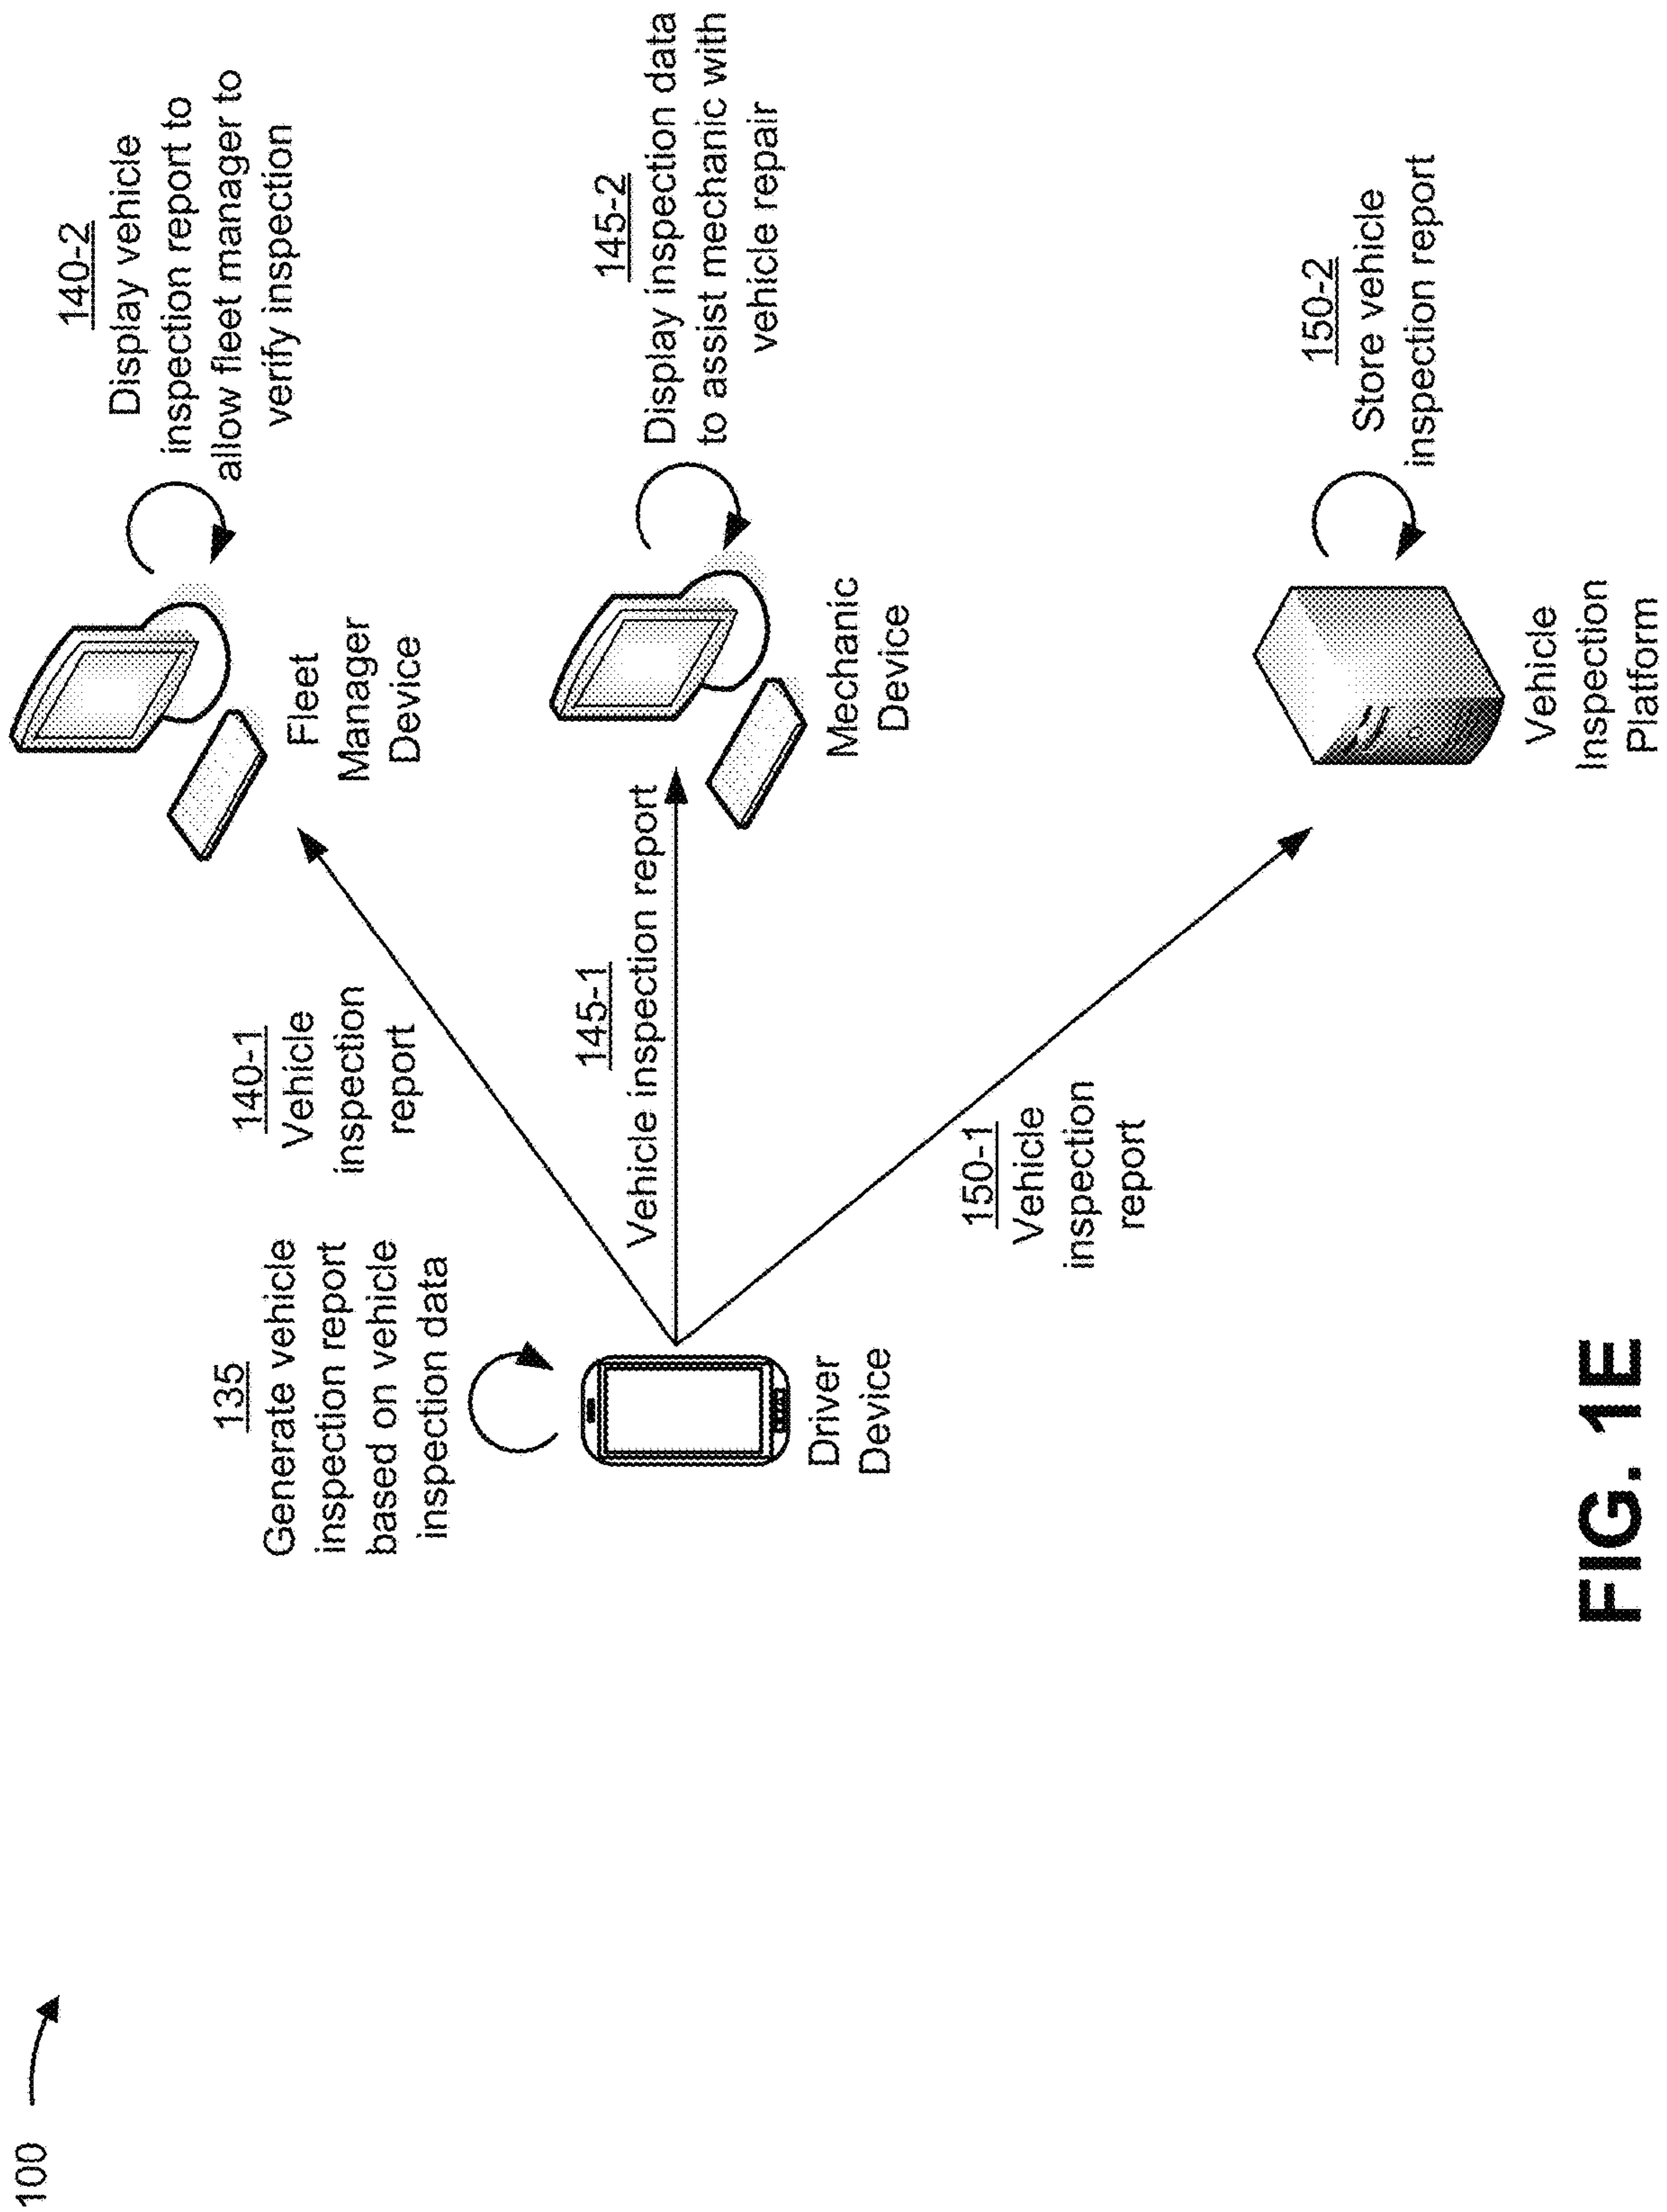 100
135
Generate vehicle
inspection report
based on vehicle
inspection data
Driver
Device
140-1
Vehicle
inspection
report
145-1
Vehicle inspection report
150-1
Vehicle
inspection
report
Fleet
Manager
Device
140-2
Display vehicle
inspection report to
allow fleet manager to
verify inspection
Mechanic
Device
145-2
Display inspection data
to assist mechanic with
vehicle repair
Vehicle
Inspection
Platform
150-2
Store vehicle
inspection report
FIG. 1E